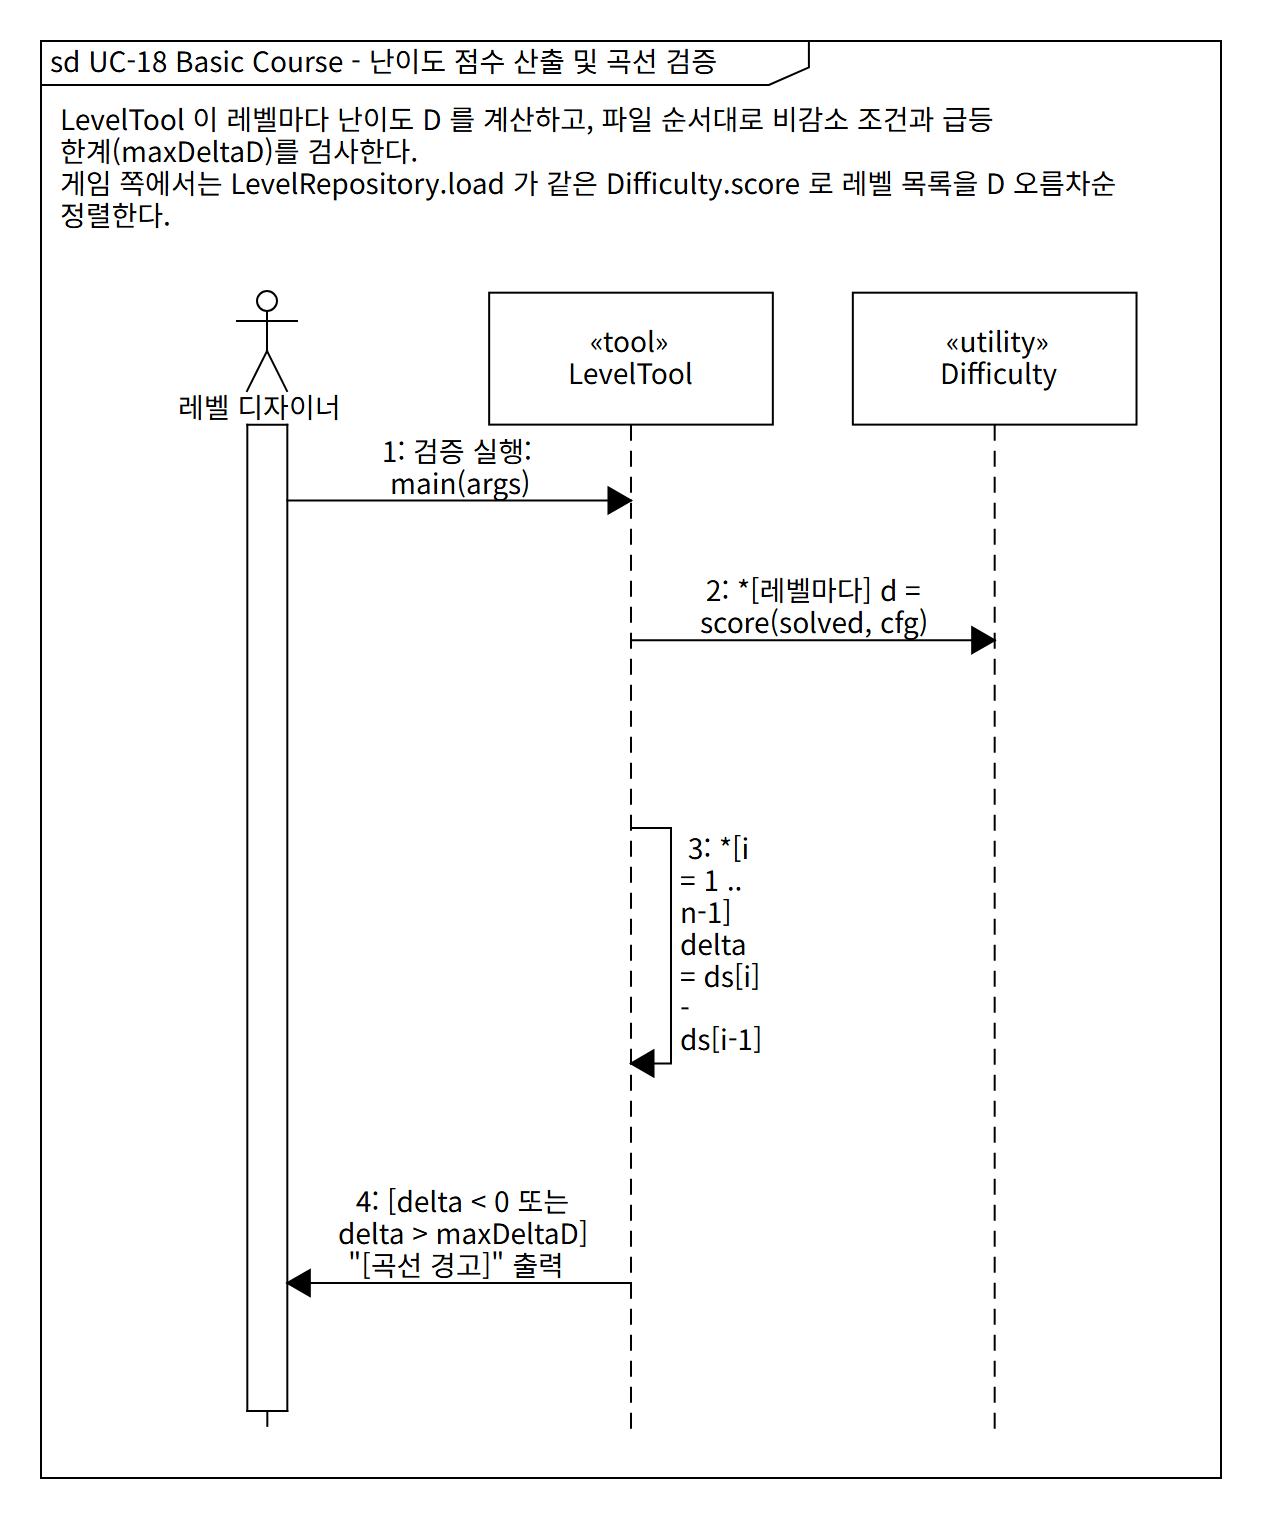 sd UC-18 Basic Course - 난이도 점수 산출 및 곡선 검증
LevelTool 이 레벨마다 난이도 D 를 계산하고, 파일 순서대로 비감소 조건과 급등
한계(maxDeltaD)를 검사한다.
게임 쪽에서는 LevelRepository.load 가 같은 Difficulty.score 로 레벨 목록을 D 오름차순
정렬한다.
«tool»
LevelTool
«utility»
Difficulty
레벨 디자이너
1: 검증 실행:
main(args)
2: *[레벨마다] d =
score(solved, cfg)
3: *[i
= 1 ..
n-1]
delta
= ds[i]
-
ds[i-1]
4: [delta < 0 또는
delta > maxDeltaD]
"[곡선 경고]" 출력